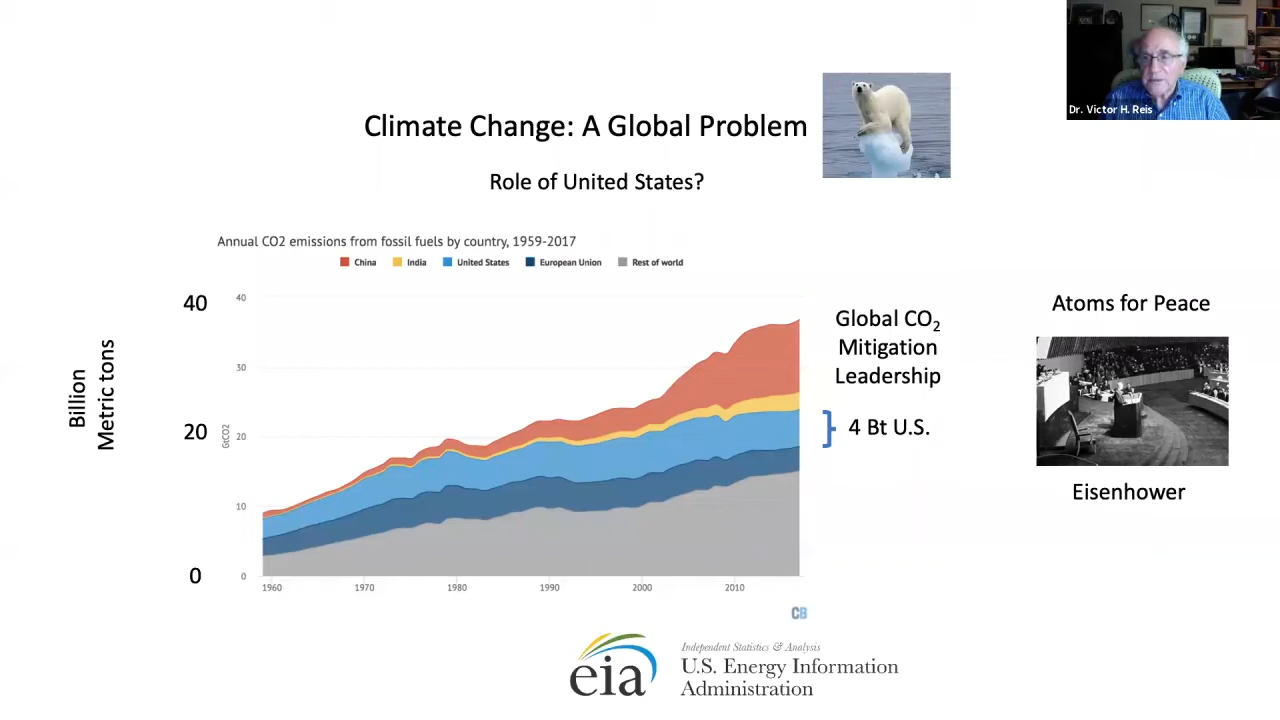 Dr. Victor H. Reis
Climate Change: A Global Problem
Role of United States?
Annual CO2 emissions from fossil fuels by country, 1959-2017
China India United States European Union Rest of world
Billion
Metric tons
40
20
0
GtCO2
40
30
20
10
0
1960 1970 1980 1990 2000 2010
CB
Global CO₂
Mitigation
Leadership
4 Bt U.S.
Atoms for Peace
Eisenhower
eia
Independent Statistics & Analysis
U.S. Energy Information
Administration